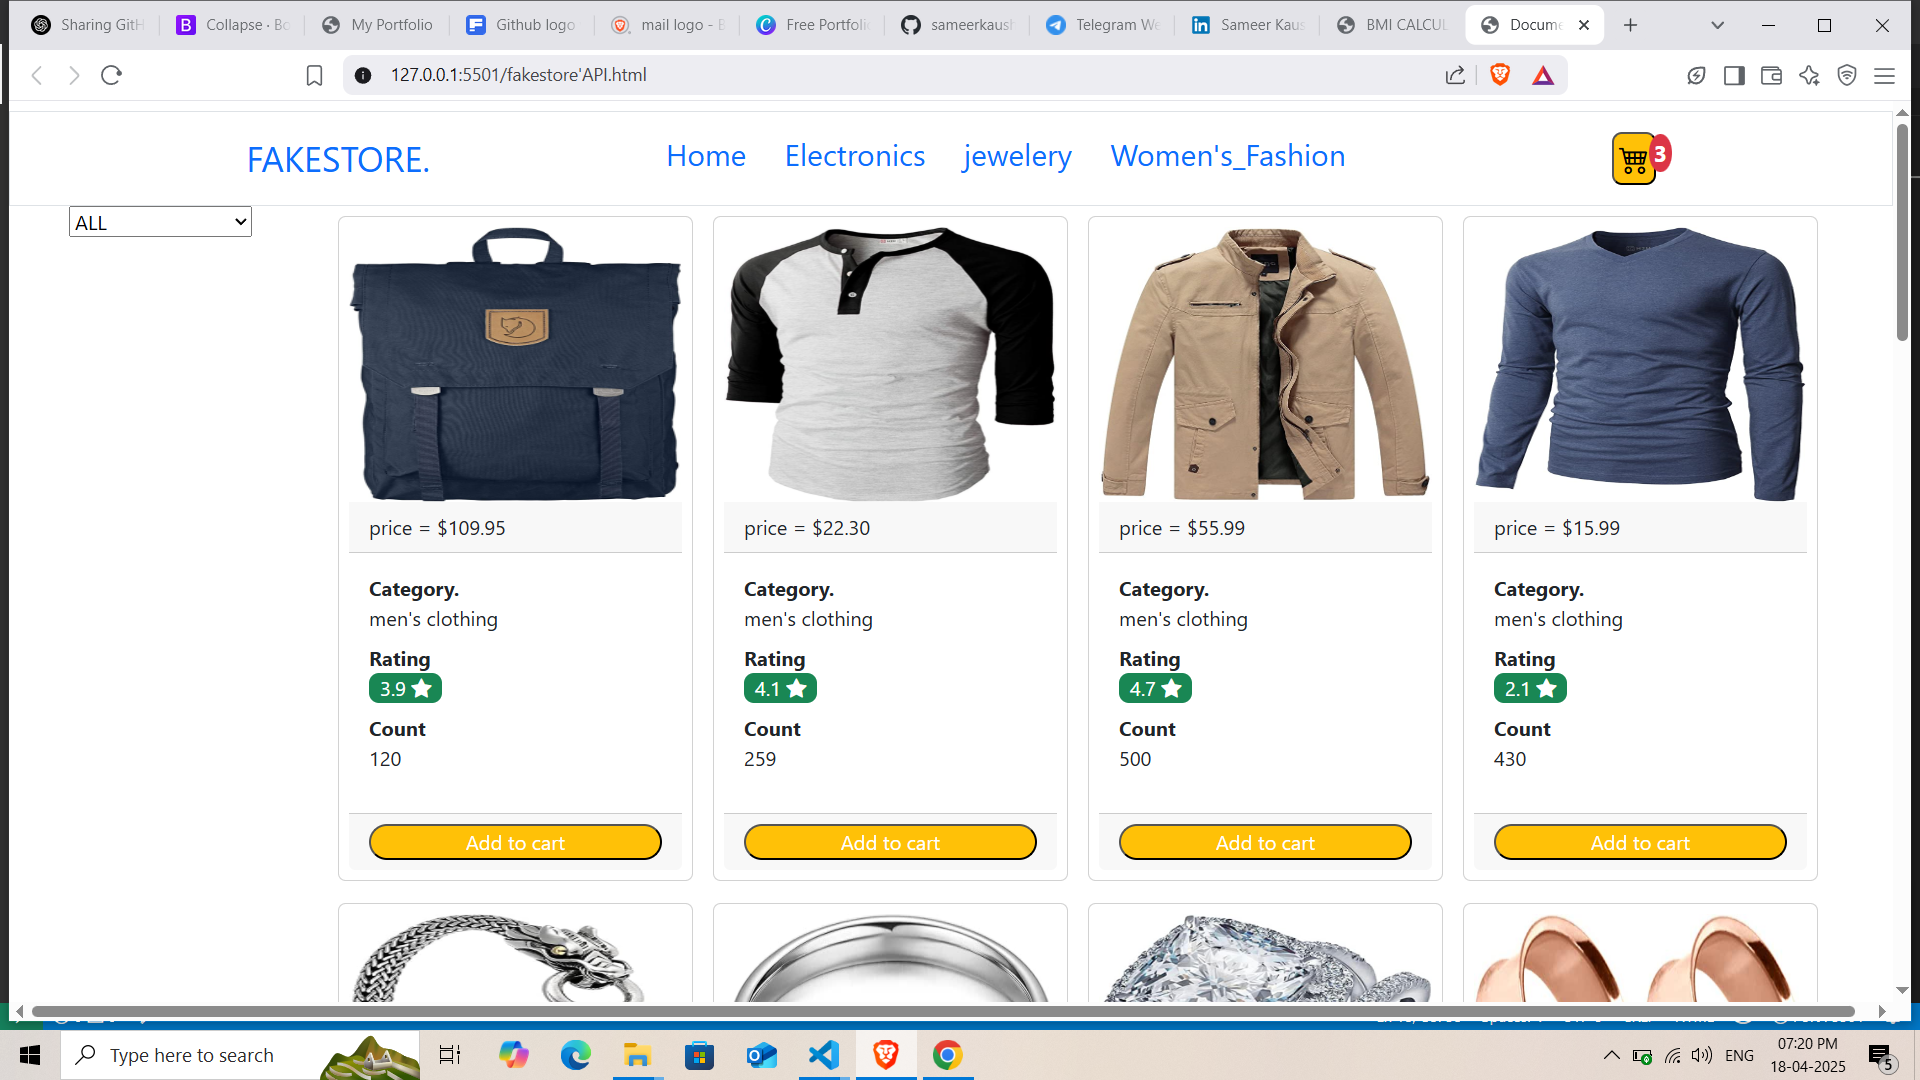 Sharing GitH
Collapse · Bo
My Portfolio
Github logo
mail logo - B
Free Portfoli
sameerkaush
Telegram We
Sameer Kaus
BMI CALCUL
Docume
127.0.0.1:5501/fakestore'API.html
FAKESTORE.
Home
Electronics
jewelery
Women's_Fashion
3
ALL
price = $109.95
price = $22.30
price = $55.99
price = $15.99
Category.
men's clothing
Rating
3.9
Count
120
Add to cart
Category.
men's clothing
Rating
4.1
Count
259
Add to cart
Category.
men's clothing
Rating
4.7
Count
500
Add to cart
Category.
men's clothing
Rating
2.1
Count
430
Add to cart
Type here to search
ENG
07:20 PM
18-04-2025
5